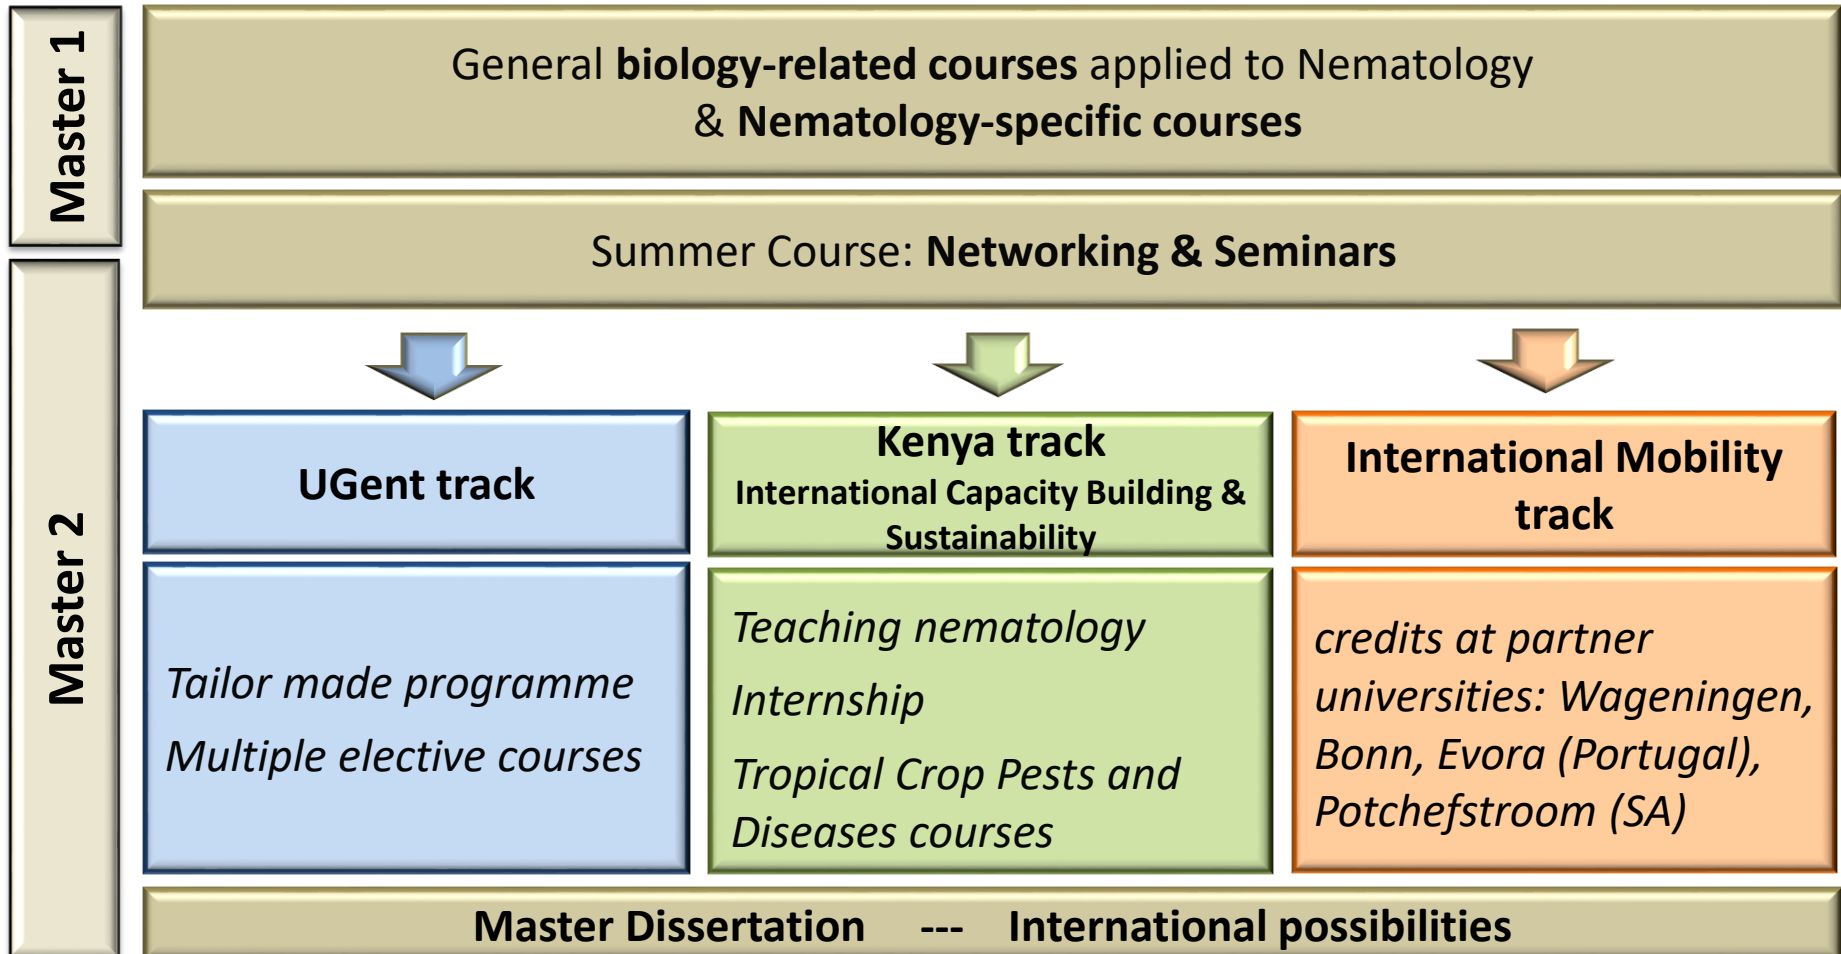 Master 1
General biology-related courses applied to Nematology
& Nematology-specific courses
Summer Course: Networking & Seminars
Master 2
UGent track
Tailor made programme
Multiple elective courses
Kenya track
International Capacity Building &
Sustainability
Teaching nematology
Internship
Tropical Crop Pests and
Diseases courses
International Mobility
track
credits at partner
universities: Wageningen,
Bonn, Evora (Portugal),
Potchefstroom (SA)
Master Dissertation --- International possibilities